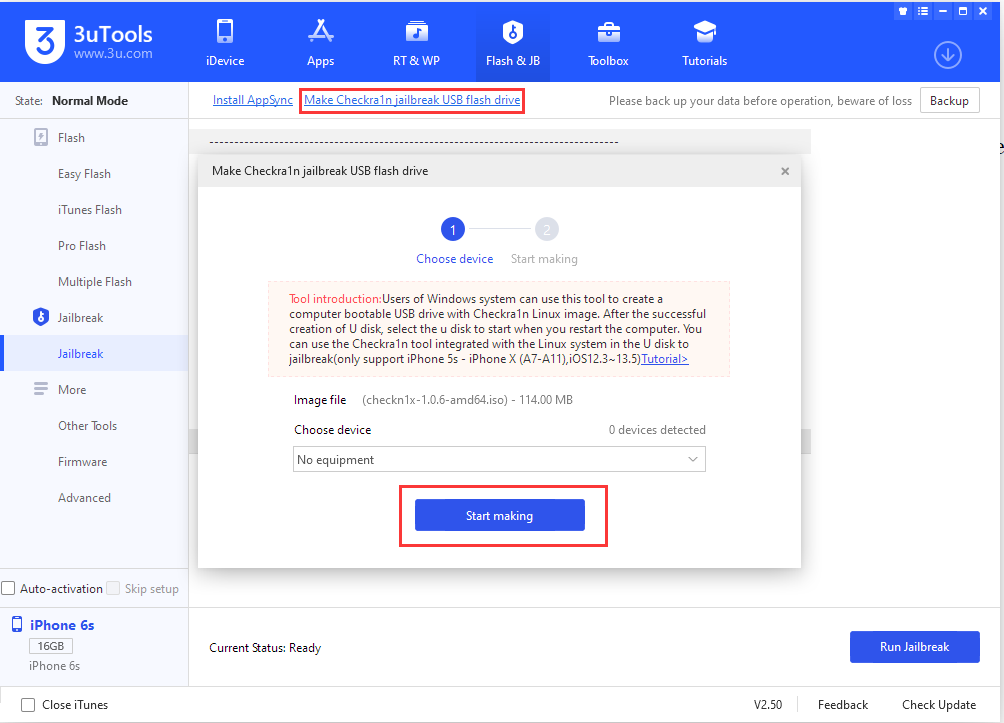 3uTools
www.3u.com
iDevice
Apps
RT & WP
Flash & JB
Toolbox
Tutorials
State: Normal Mode
Install AppSync
Make Checkra1n jailbreak USB flash drive
Please back up your data before operation, beware of loss
Backup
Flash
Easy Flash
iTunes Flash
Pro Flash
Multiple Flash
Jailbreak
Jailbreak
More
Other Tools
Firmware
Advanced
----------------------------------------------------------------------------------
Make Checkra1n jailbreak USB flash drive
1
2
Choose device
Start making
Tool introduction:Users of Windows system can use this tool to create a
computer bootable USB drive with Checkra1n Linux image. After the successful
creation of U disk, select the u disk to start when you restart the computer. You
can use the Checkra1n tool integrated with the Linux system in the U disk to
jailbreak(only support iPhone 5s - iPhone X (A7-A11),iOS12.3~13.5)Tutorial>
Image file (checkn1x-1.0.6-amd64.iso) - 114.00 MB
Choose device
0 devices detected
No equipment
Start making
Auto-activation
Skip setup
iPhone 6s
16GB
iPhone 6s
Current Status: Ready
Run Jailbreak
Close iTunes
V2.50
Feedback
Check Update